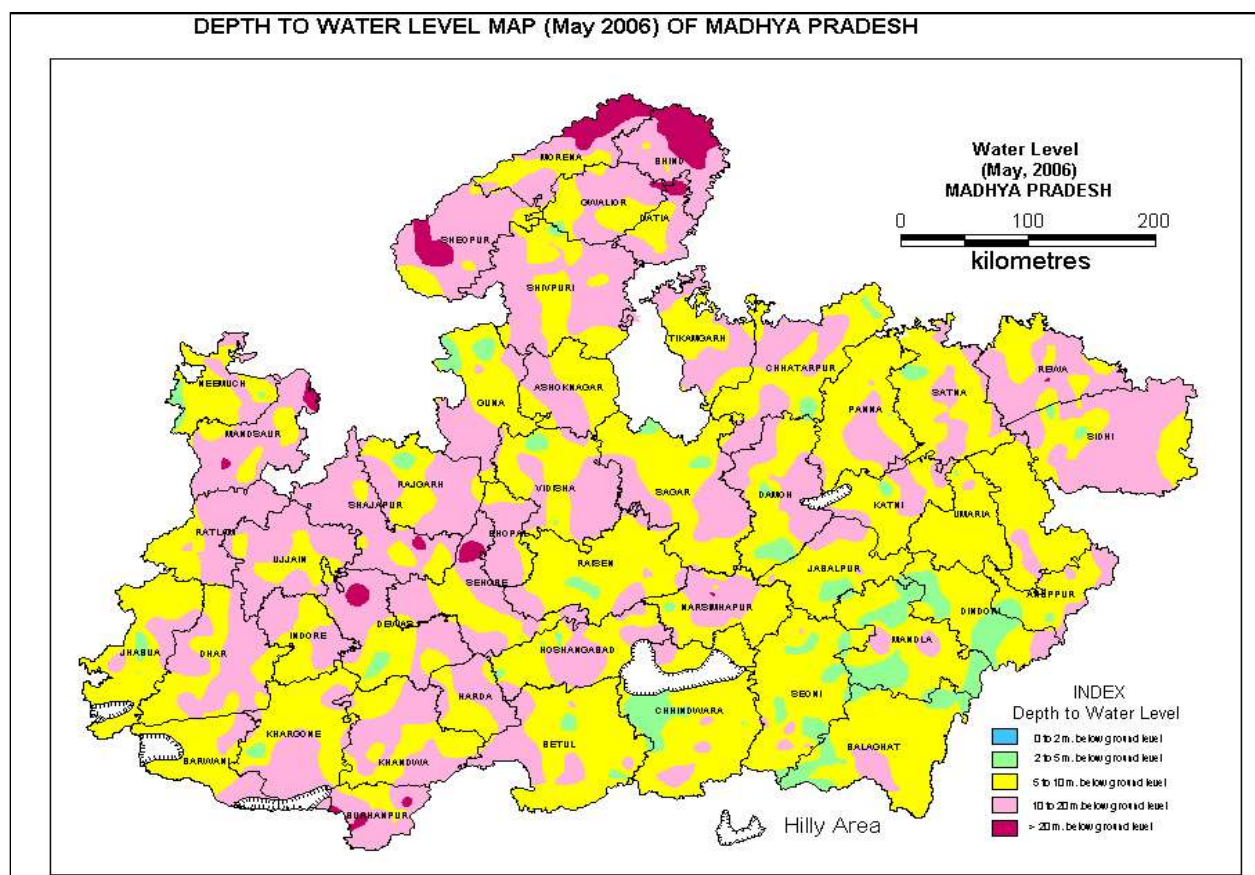 DEPTH TO WATER LEVEL MAP (May 2006) OF MADHYA PRADESH
Water Level
(May, 2006)
MADHYA PRADESH
0 100 200
kilometres
MORENA
BHIND
GWALIOR
DATIA
SHEOPUR
SHIVPURI
TIKAMGARH
NEEMUCH
CHHATARPUR
REWA
GUNA
ASHOKNAGAR
PANNA
SATNA
MANDSAUR
SIDHI
RAJGARH
VIDISHA
SAGAR
DAMOH
SHAJAPUR
KATNI
UMARIA
RATLAM
BHOPAL
UJJAIN
RAISEN
JABALPUR
SEHORE
ANUPPUR
NARSIMHAPUR
DINDORI
DEWAS
INDORE
MANDLA
JHABUA
DHAR
HOSHANGABAD
HARDA
SEONI
CHHINDWARA
KHARGONE
BETUL
BALAGHAT
BARWANI
KHANDWA
BURHANPUR
INDEX
Depth to Water Level
0 to 2 m. below ground level
2 to 5 m. below ground level
5 to 10 m. below ground level
10 to 20 m. below ground level
> 20 m. below ground level
Hilly Area